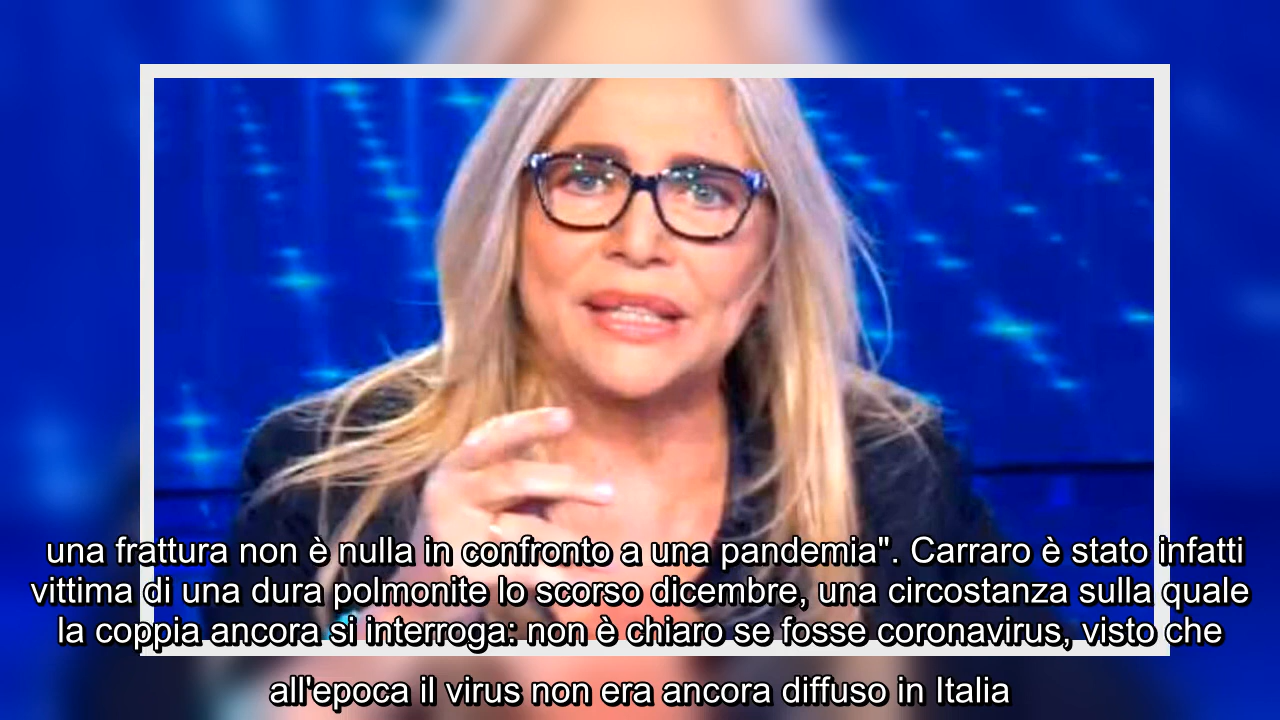 una frattura non è nulla in confronto a una pandemia". Carraro è stato infatti
vittima di una dura polmonite lo scorso dicembre, una circostanza sulla quale
la coppia ancora si interroga: non è chiaro se fosse coronavirus, visto che
all'epoca il virus non era ancora diffuso in Italia